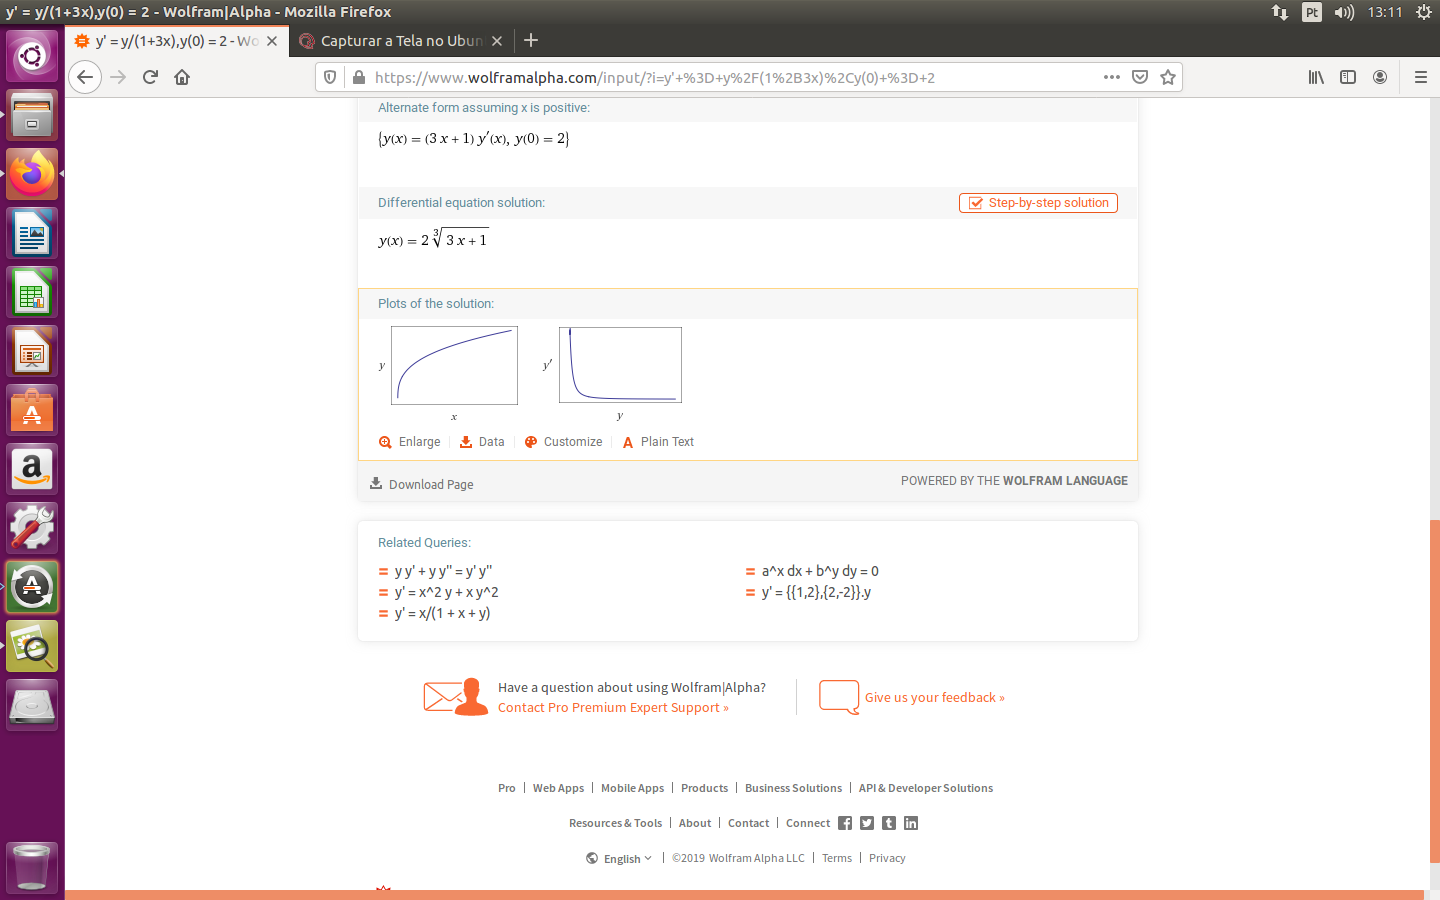 y' = y/(1+3x),y(0) = 2 - Wolfram|Alpha - Mozilla Firefox
Pt
13:11
y' = y/(1+3x),y(0) = 2 - Wo
Capturar a Tela no Ubun
https://www.wolframalpha.com/input/?i=y'+%3D+y%2F(1%2B3x)%2Cy(0)+%3D+2
Alternate form assuming x is positive:
{y(x) = (3 x + 1) y′(x), y(0) = 2}
Differential equation solution:
Step-by-step solution
y(x) = 2 ∛(3 x + 1)
Plots of the solution:
y
x
y′
y
Enlarge
Data
Customize
Plain Text
Download Page
POWERED BY THE WOLFRAM LANGUAGE
Related Queries:
= y y' + y y'' = y' y''
= a^x dx + b^y dy = 0
= y' = x^2 y + x y^2
= y' = {{1,2},{2,-2}}.y
= y' = x/(1 + x + y)
Have a question about using Wolfram|Alpha?
Contact Pro Premium Expert Support »
Give us your feedback »
Pro | Web Apps | Mobile Apps | Products | Business Solutions | API & Developer Solutions
Resources & Tools | About | Contact | Connect
English | ©2019 Wolfram Alpha LLC | Terms | Privacy